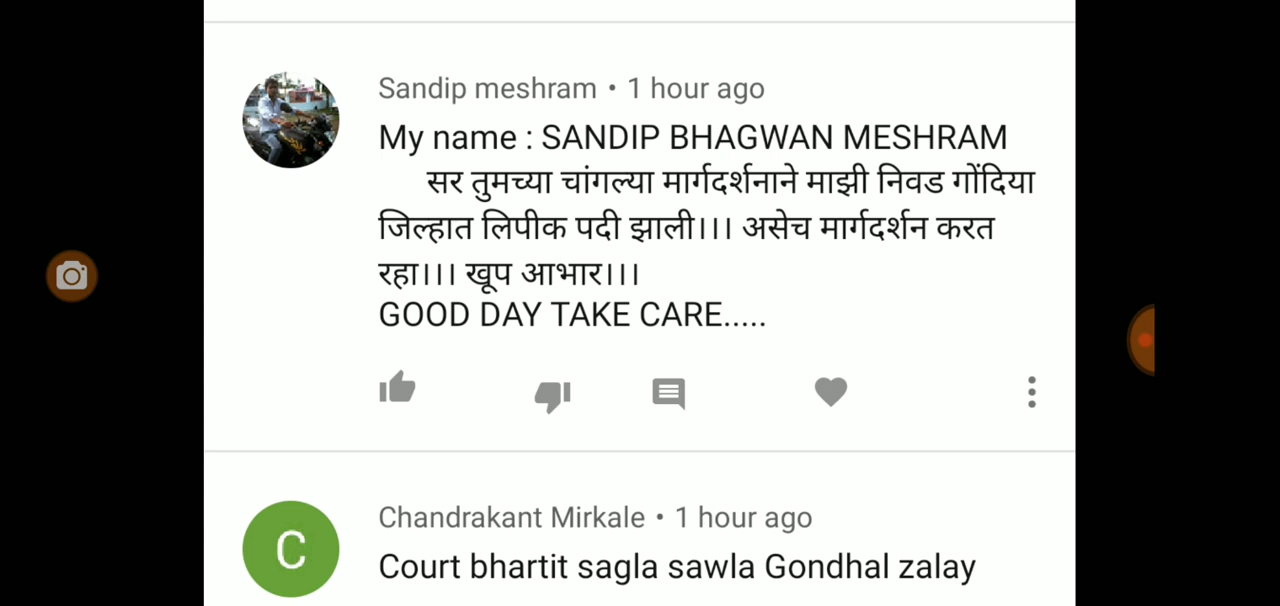 Sandip meshram • 1 hour ago
My name : SANDIP BHAGWAN MESHRAM
सर तुमच्या चांगल्या मार्गदर्शनाने माझी निवड गोंदिया
जिल्हात लिपीक पदी झाली।।। असेच मार्गदर्शन करत
रहा।।। खूप आभार।।।
GOOD DAY TAKE CARE.....
C
Chandrakant Mirkale • 1 hour ago
Court bhartit sagla sawla Gondhal zalay